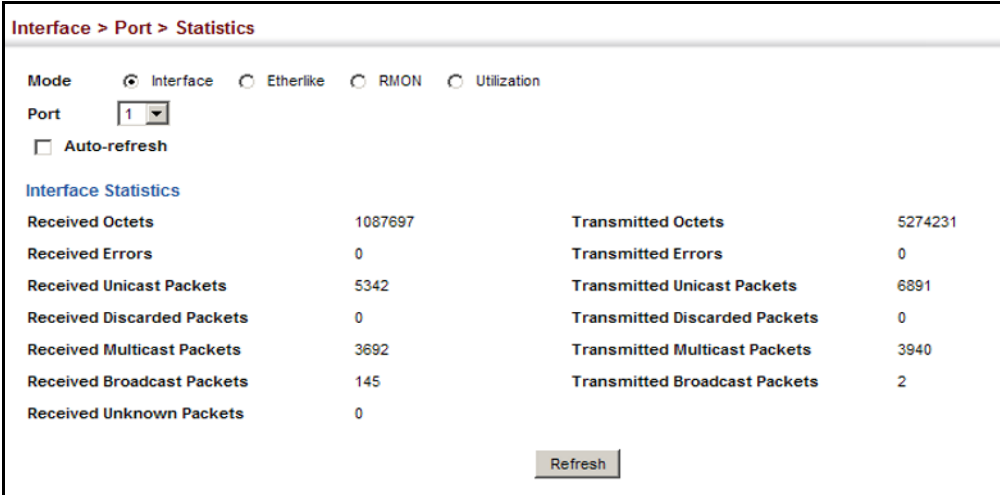 Interface > Port > Statistics
Mode Interface Etherlike RMON Utilization
Port 1
Auto-refresh
Interface Statistics
Received Octets 1087697 Transmitted Octets 5274231
Received Errors 0 Transmitted Errors 0
Received Unicast Packets 5342 Transmitted Unicast Packets 6891
Received Discarded Packets 0 Transmitted Discarded Packets 0
Received Multicast Packets 3692 Transmitted Multicast Packets 3940
Received Broadcast Packets 145 Transmitted Broadcast Packets 2
Received Unknown Packets 0
Refresh